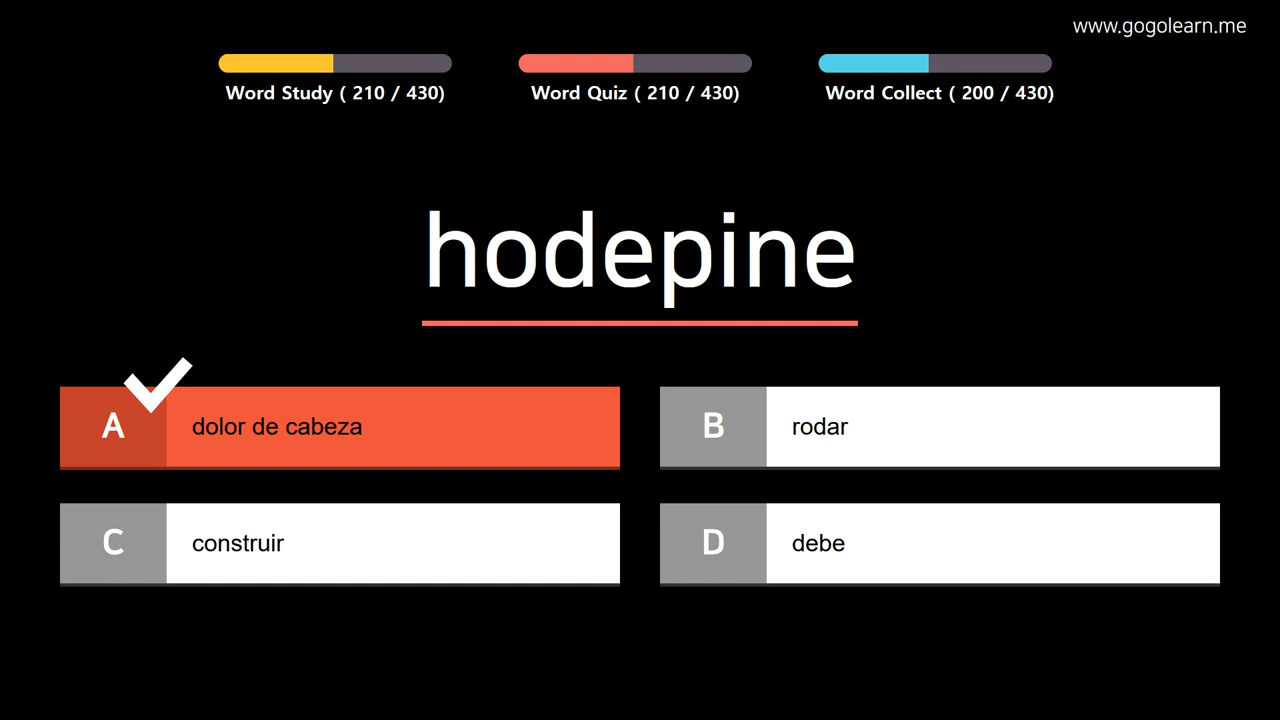 www.gogolearn.me
Word Study ( 210 / 430)
Word Quiz ( 210 / 430)
Word Collect ( 200 / 430)
hodepine
A
dolor de cabeza
B
rodar
C
construir
D
debe